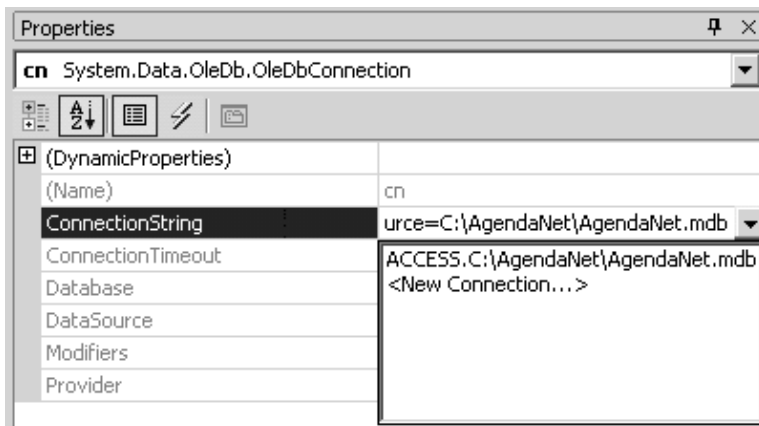 Properties
cn System.Data.OleDb.OleDbConnection
(DynamicProperties)
(Name) cn
ConnectionString urce=C:\AgendaNet\AgendaNet.mdb
ConnectionTimeout ACCESS.C:\AgendaNet\AgendaNet.mdb
Database <New Connection...>
DataSource
Modifiers
Provider